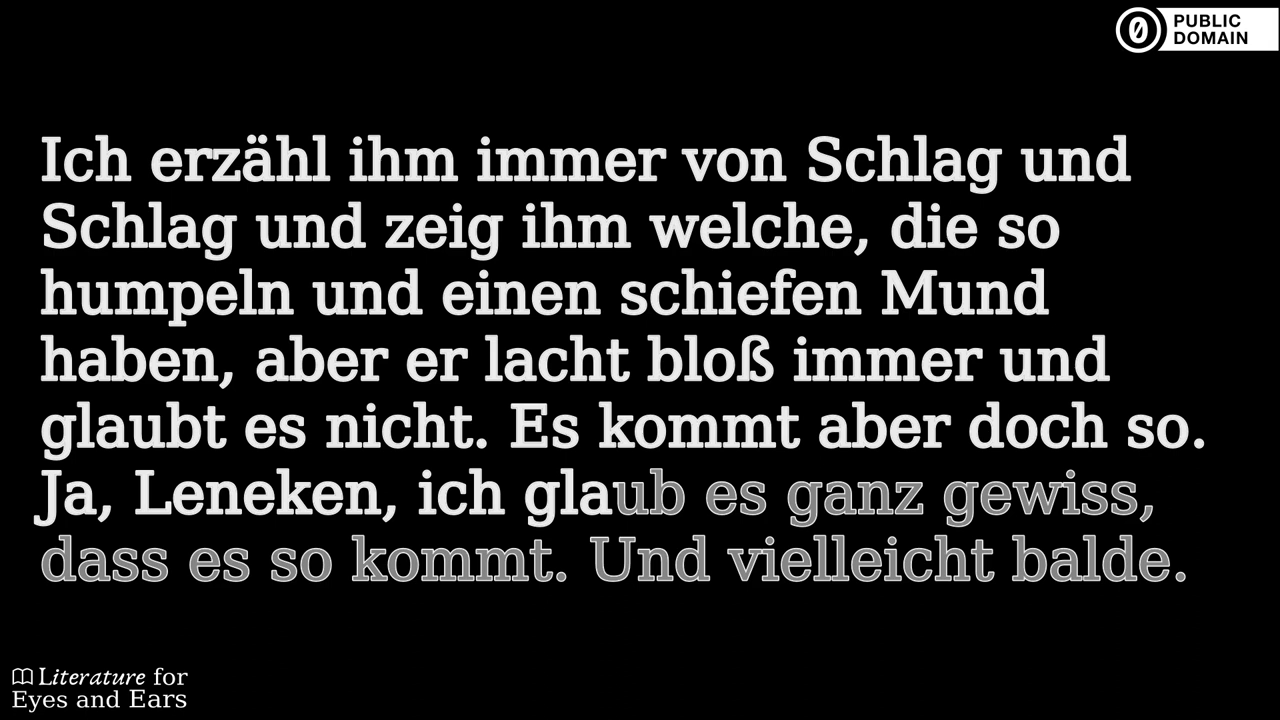 PUBLIC
DOMAIN
Ich erzähl ihm immer von Schlag und
Schlag und zeig ihm welche, die so
humpeln und einen schiefen Mund
haben, aber er lacht bloß immer und
glaubt es nicht. Es kommt aber doch so.
Ja, Leneken, ich glaub es ganz gewiss,
dass es so kommt. Und vielleicht balde.
Literature for
Eyes and Ears